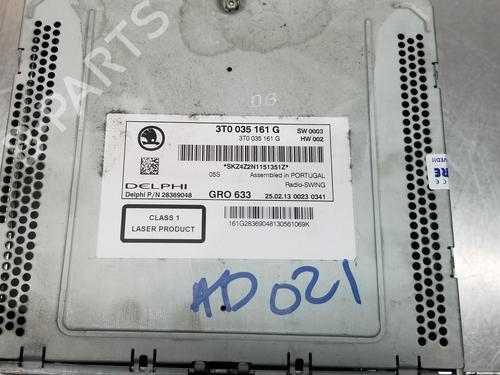 PARTS
3T0 035 161 G SW 0003
3T0 035 161 G HW 002
*SKZ4Z2N1151351Z*
05S Assembled in PORTUGAL
Radio-SWING
DELPHI
Delphi P/N 28369048 GRO 633 25.02.13 0023 0341
CLASS 1
LASER PRODUCT
161G28369048130561069K
AD 021